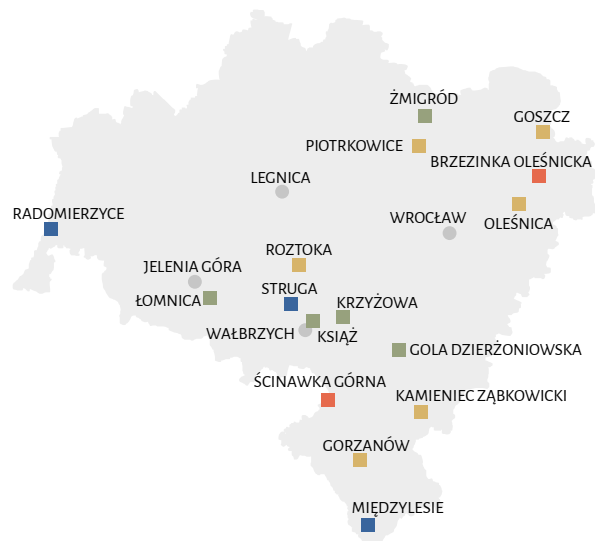 ŻMIGRÓD
GOSZCZ
PIOTRKOWICE
BRZEZINKA OLEŚNICKA
LEGNICA
RADOMIERZYCE
WROCŁAW
OLEŚNICA
ROZTOKA
JELENIA GÓRA
STRUGA
ŁOMNICA
KRZYŻOWA
WAŁBRZYCH
KSIĄŻ
GOLA DZIERŻONIOWSKA
ŚCINAWKA GÓRNA
KAMIENIEC ZĄBKOWICKI
GORZANÓW
MIĘDZYLESIE